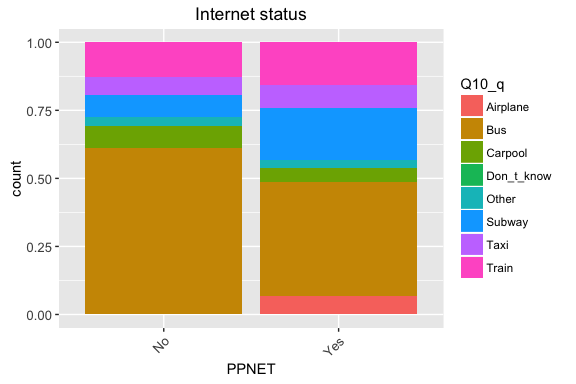 Internet status
1.00
0.75
0.50
0.25
0.00
count
No
Yes
PPNET
Q10_q
Airplane
Bus
Carpool
Don_t_know
Other
Subway
Taxi
Train